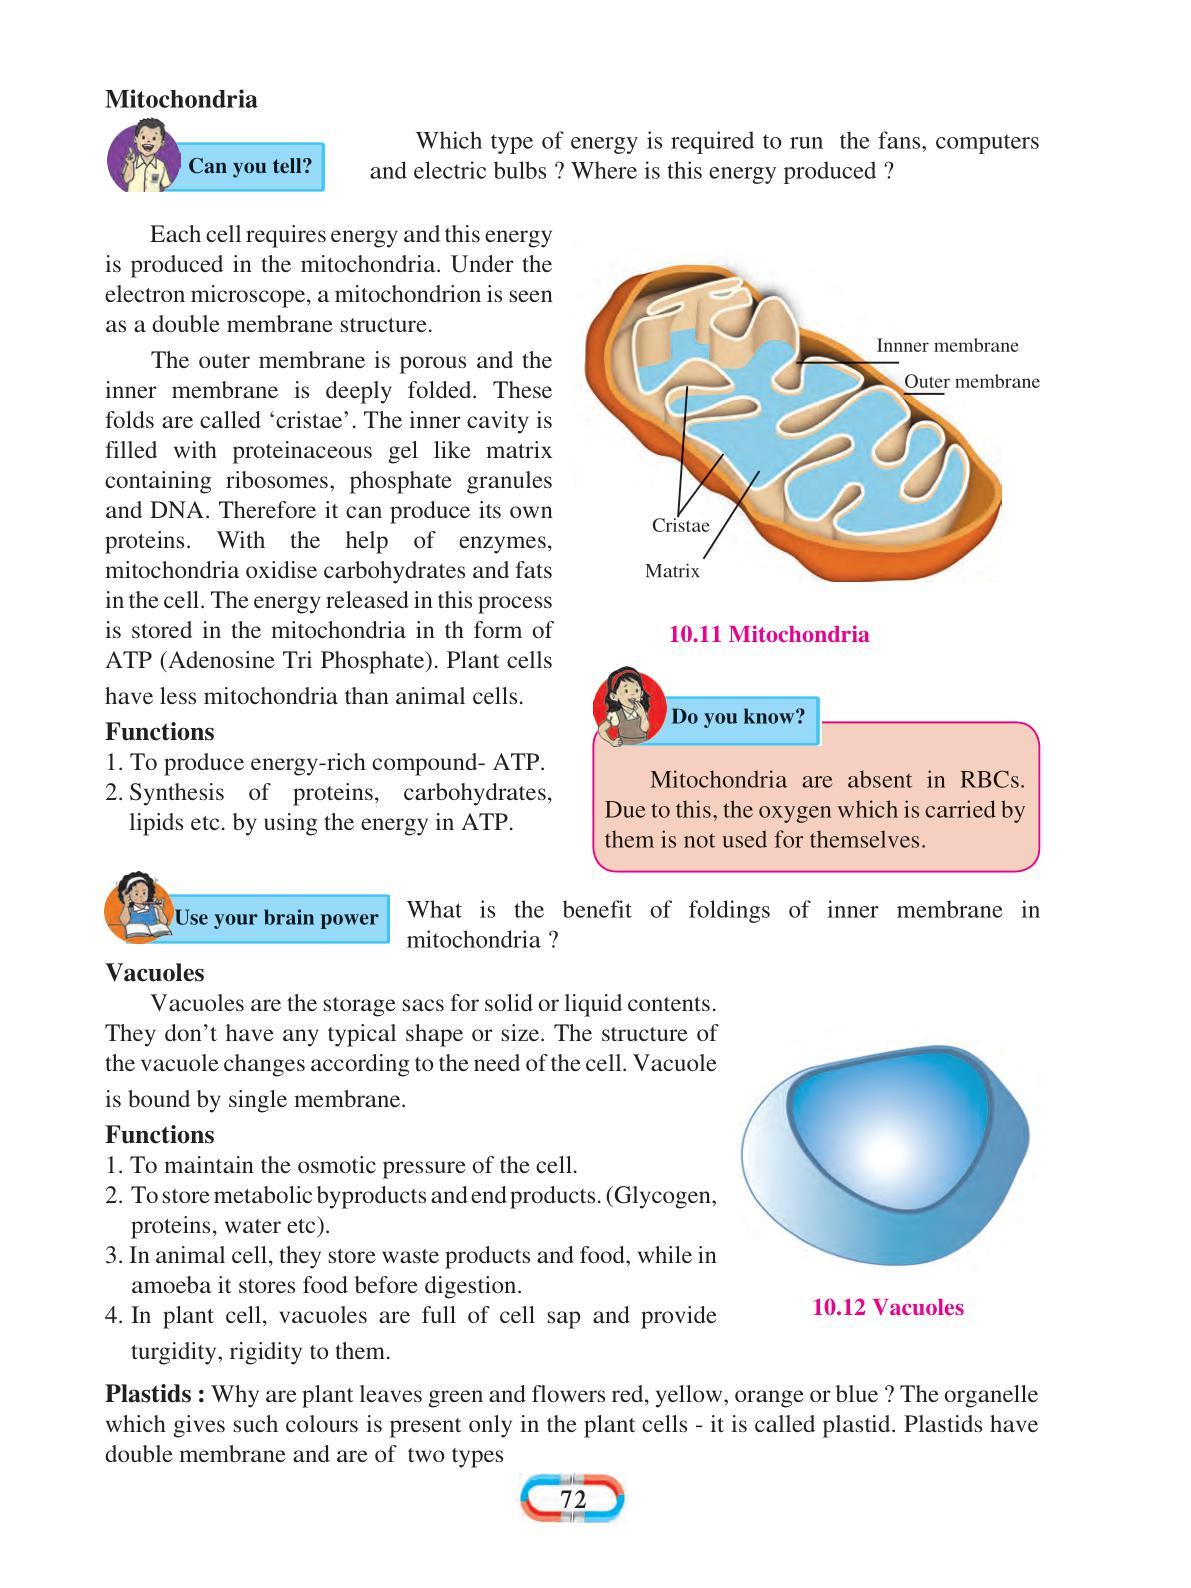 Mitochondria
Can you tell?
Which type of energy is required to run the fans, computers
and electric bulbs ? Where is this energy produced ?
Each cell requires energy and this energy
is produced in the mitochondria. Under the
electron microscope, a mitochondrion is seen
as a double membrane structure.
The outer membrane is porous and the
inner membrane is deeply folded. These
folds are called ‘cristae’. The inner cavity is
filled with proteinaceous gel like matrix
containing ribosomes, phosphate granules
and DNA. Therefore it can produce its own
proteins. With the help of enzymes,
mitochondria oxidise carbohydrates and fats
in the cell. The energy released in this process
is stored in the mitochondria in th form of
ATP (Adenosine Tri Phosphate). Plant cells
have less mitochondria than animal cells.
Functions
1. To produce energy-rich compound- ATP.
2. Synthesis of proteins, carbohydrates,
lipids etc. by using the energy in ATP.
Innner membrane
Outer membrane
Cristae
Matrix
10.11 Mitochondria
Do you know?
Mitochondria are absent in RBCs.
Due to this, the oxygen which is carried by
them is not used for themselves.
Use your brain power
What is the benefit of foldings of inner membrane in
mitochondria ?
Vacuoles
Vacuoles are the storage sacs for solid or liquid contents.
They don’t have any typical shape or size. The structure of
the vacuole changes according to the need of the cell. Vacuole
is bound by single membrane.
Functions
1. To maintain the osmotic pressure of the cell.
2. To store metabolic byproducts and end products. (Glycogen,
proteins, water etc).
3. In animal cell, they store waste products and food, while in
amoeba it stores food before digestion.
4. In plant cell, vacuoles are full of cell sap and provide
turgidity, rigidity to them.
10.12 Vacuoles
Plastids : Why are plant leaves green and flowers red, yellow, orange or blue ? The organelle
which gives such colours is present only in the plant cells - it is called plastid. Plastids have
double membrane and are of two types
72